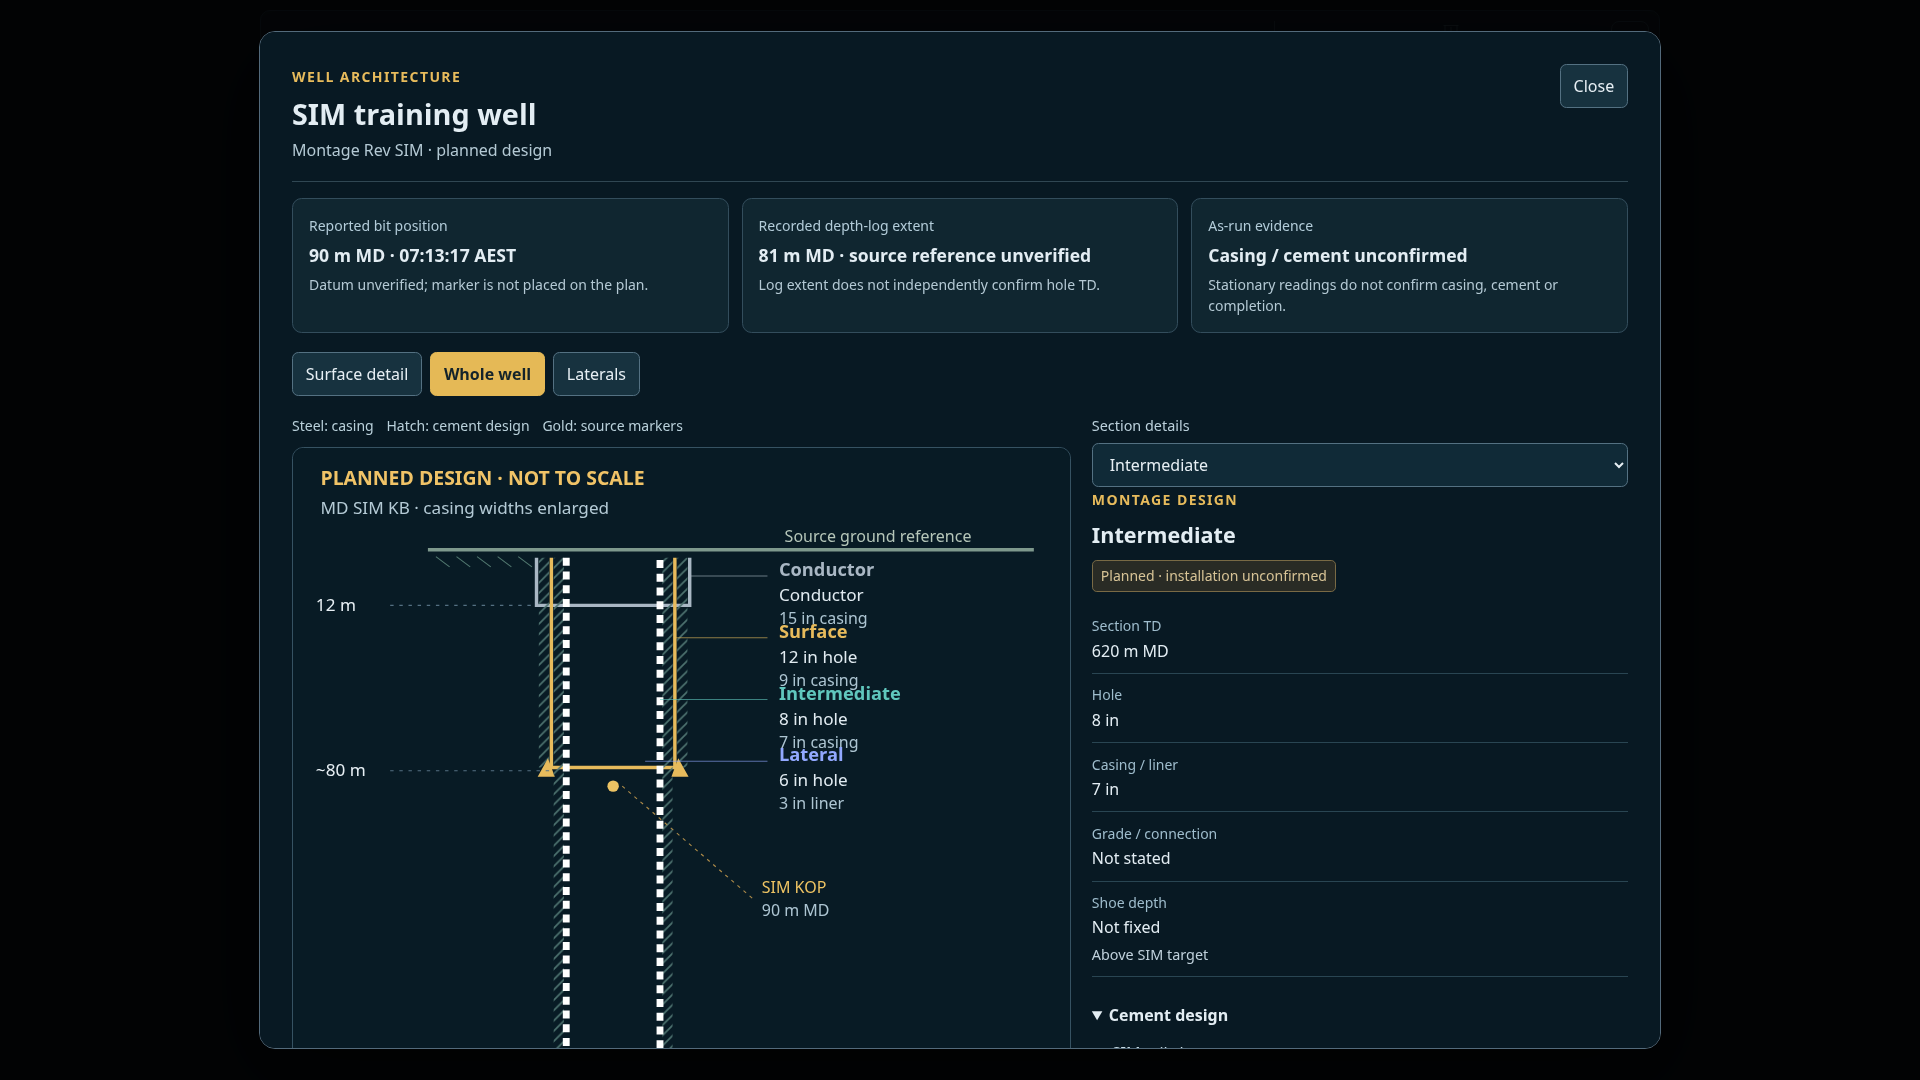 WELL ARCHITECTURE
SIM training well
Montage Rev SIM · planned design
Close
Reported bit position
90 m MD · 07:13:17 AEST
Datum unverified; marker is not placed on the plan.
Recorded depth-log extent
81 m MD · source reference unverified
Log extent does not independently confirm hole TD.
As-run evidence
Casing / cement unconfirmed
Stationary readings do not confirm casing, cement or
completion.
Surface detail
Whole well
Laterals
Steel: casing
Hatch: cement design
Gold: source markers
PLANNED DESIGN · NOT TO SCALE
MD SIM KB · casing widths enlarged
Source ground reference
12 m
~80 m
Conductor
Conductor
15 in casing
Surface
12 in hole
9 in casing
Intermediate
8 in hole
7 in casing
Lateral
6 in hole
3 in liner
SIM KOP
90 m MD
Section details
Intermediate
MONTAGE DESIGN
Intermediate
Planned · installation unconfirmed
Section TD
620 m MD
Hole
8 in
Casing / liner
7 in
Grade / connection
Not stated
Shoe depth
Not fixed
Above SIM target
Cement design